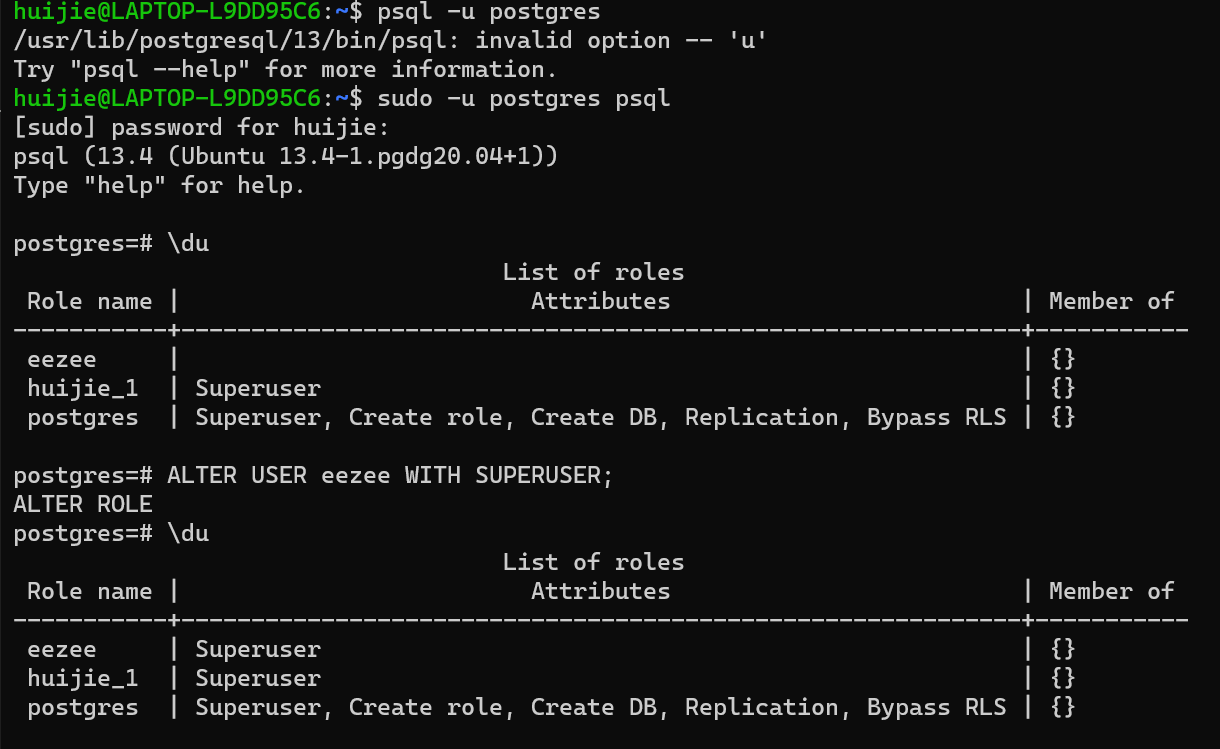 huijie@LAPTOP-L9DD95C6:~$ psql -u postgres
/usr/lib/postgresql/13/bin/psql: invalid option -- 'u'
Try "psql --help" for more information.
huijie@LAPTOP-L9DD95C6:~$ sudo -u postgres psql
[sudo] password for huijie:
psql (13.4 (Ubuntu 13.4-1.pgdg20.04+1))
Type "help" for help.

postgres=# \du
                                   List of roles
 Role name |                         Attributes                         | Member of
-----------+------------------------------------------------------------+-----------
 eezee     |                                                            | {}
 huijie_1  | Superuser                                                  | {}
 postgres  | Superuser, Create role, Create DB, Replication, Bypass RLS | {}

postgres=# ALTER USER eezee WITH SUPERUSER;
ALTER ROLE
postgres=# \du
                                   List of roles
 Role name |                         Attributes                         | Member of
-----------+------------------------------------------------------------+-----------
 eezee     | Superuser                                                  | {}
 huijie_1  | Superuser                                                  | {}
 postgres  | Superuser, Create role, Create DB, Replication, Bypass RLS | {}